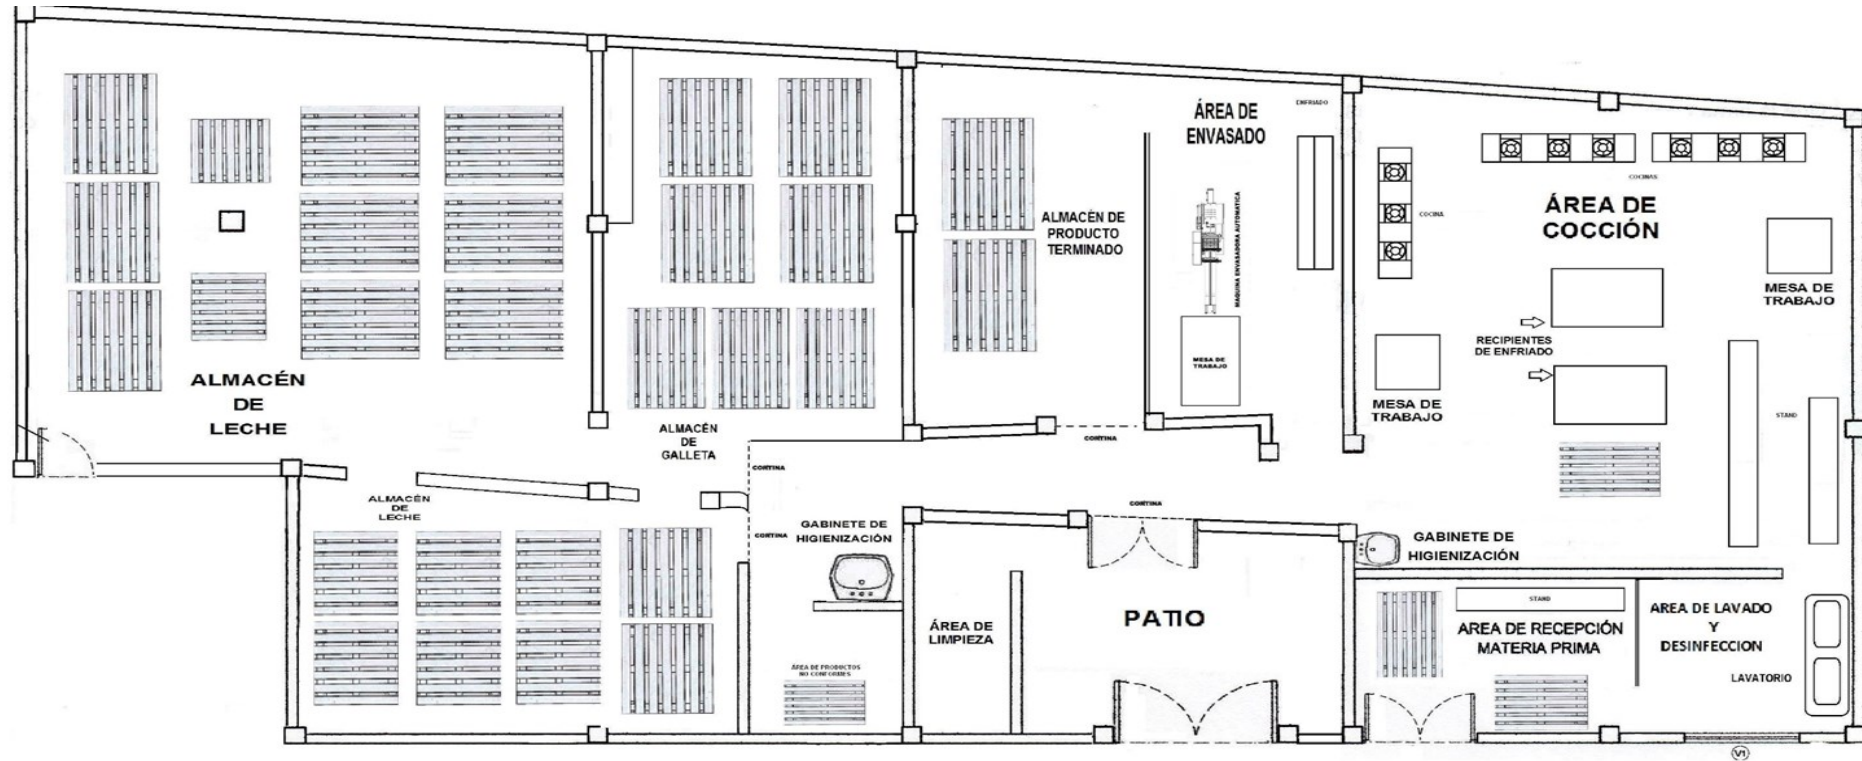 ENFRIADO
ÁREA DE
ENVASADO
COCINAS
ÁREA DE
COCCIÓN
COCINA
MAQUINA ENVASADORA AUTOMATICA
ALMACÉN DE
PRODUCTO
TERMINADO
MESA DE
TRABAJO
RECIPIENTES
DE ENFRIADO
MESA DE
TRABAJO
MESA DE
TRABAJO
STAND
ALMACÉN
DE
LECHE
ALMACÉN
DE
GALLETA
CORTINA
CORTINA
CORTINA
CORTINA
ALMACÉN
DE
LECHE
GABINETE DE
HIGIENIZACIÓN
GABINETE DE
HIGIENIZACIÓN
ÁREA DE
LIMPIEZA
PATIO
STAND
AREA DE RECEPCIÓN
MATERIA PRIMA
AREA DE LAVADO
Y
DESINFECCION
LAVATORIO
ÁREA DE PRODUCTOS
NO CONFORMES
V1